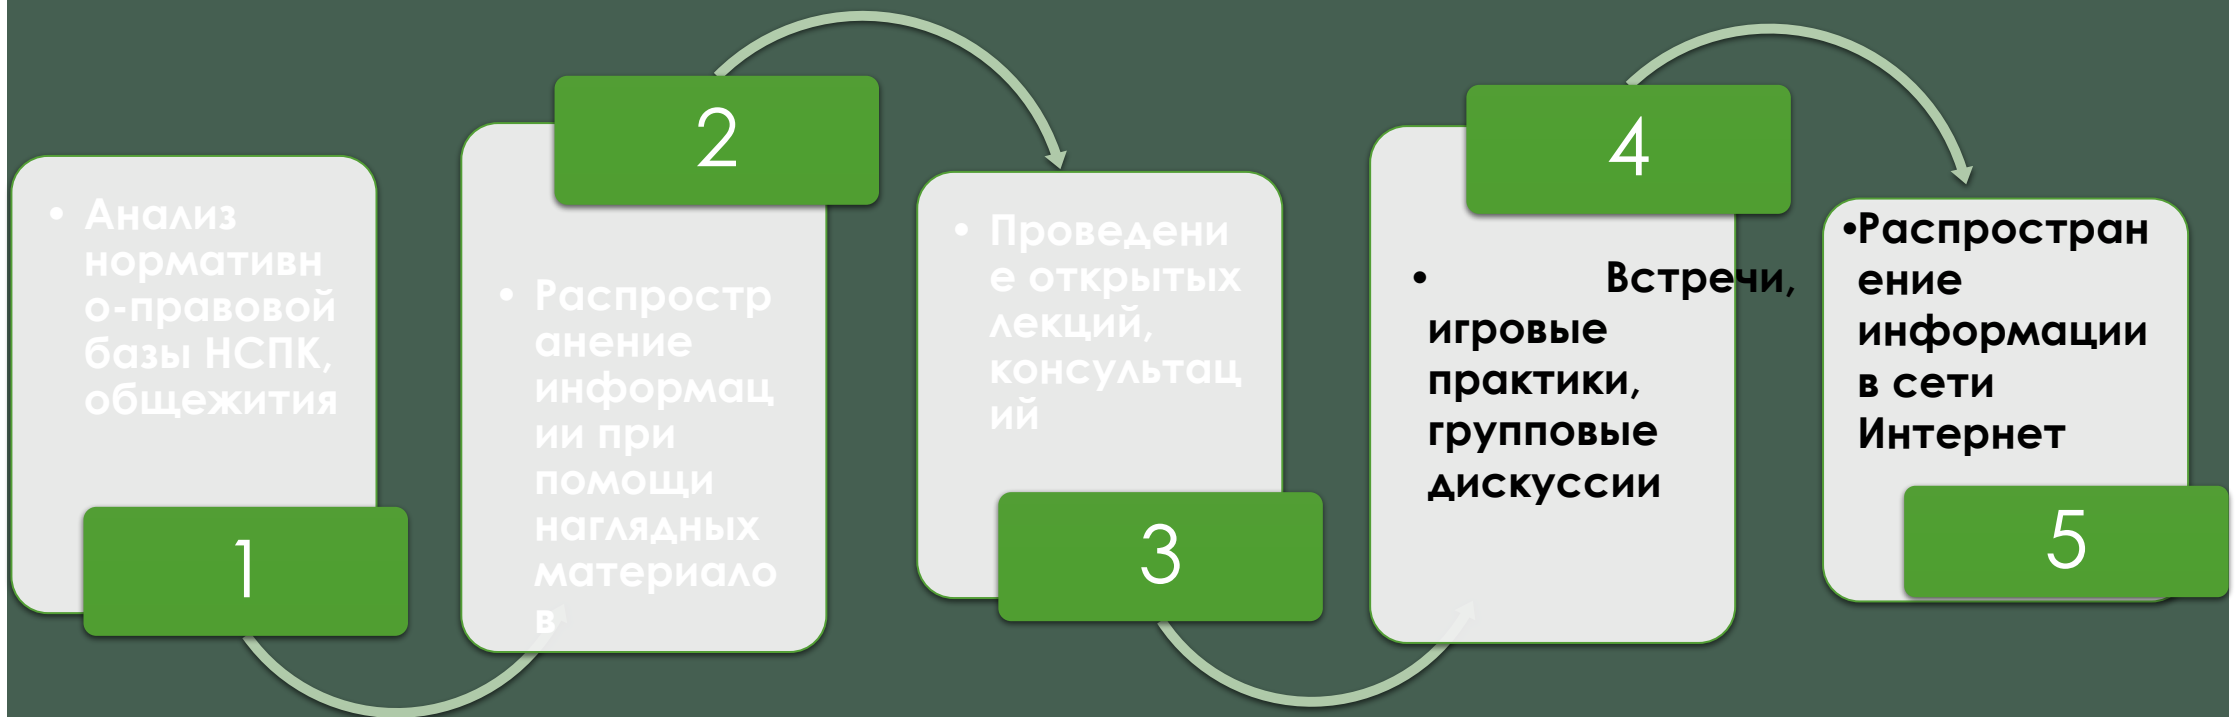 • Анализ
нормативн
о-правовой
базы НСПК,
общежития
1
2
• Распростр
анение
информац
ии при
помощи
наглядных
материало
в
• Проведени
е открытых
лекций,
консультац
ий
3
4
• Встречи,
игровые
практики,
групповые
дискуссии
•Распростран
ение
информации
в сети
Интернет
5